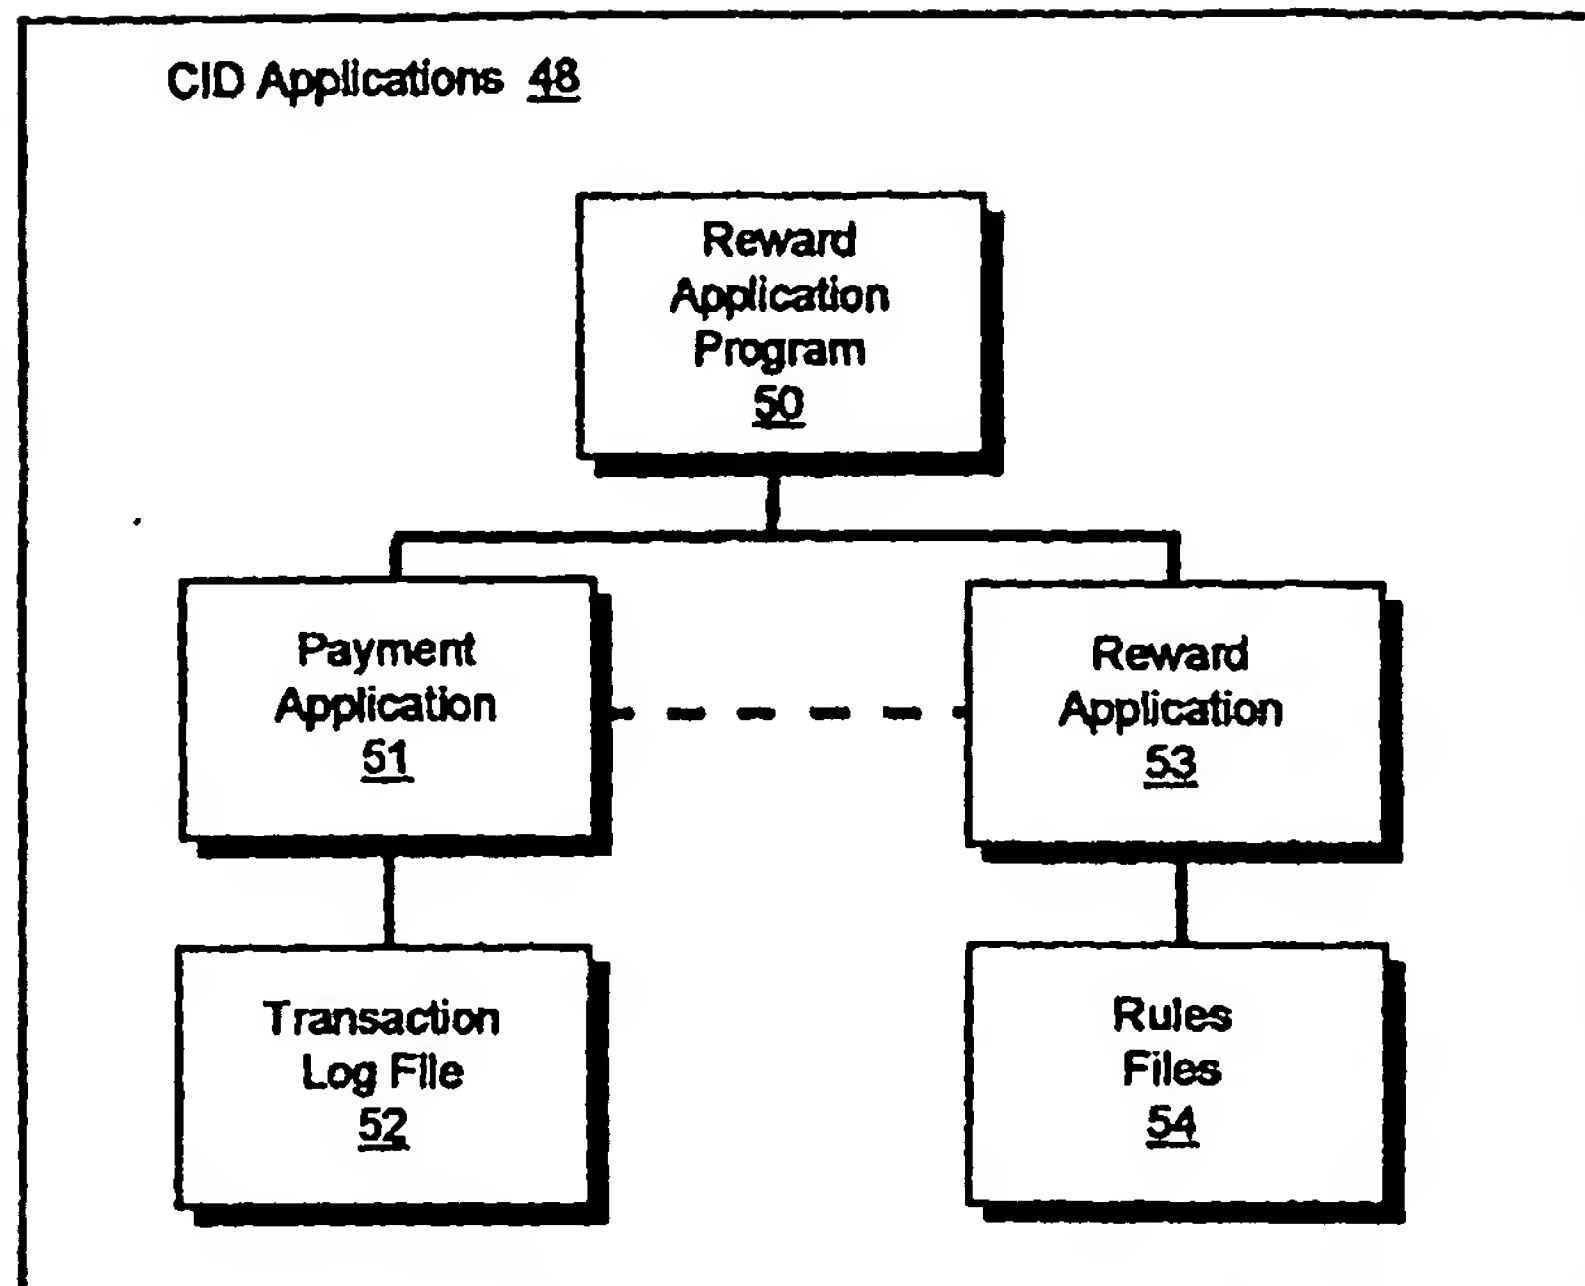 CID Applications 48
Reward
Application
Program
50
Payment
Application
51
Reward
Application
53
Transaction
Log File
52
Rules
Files
54